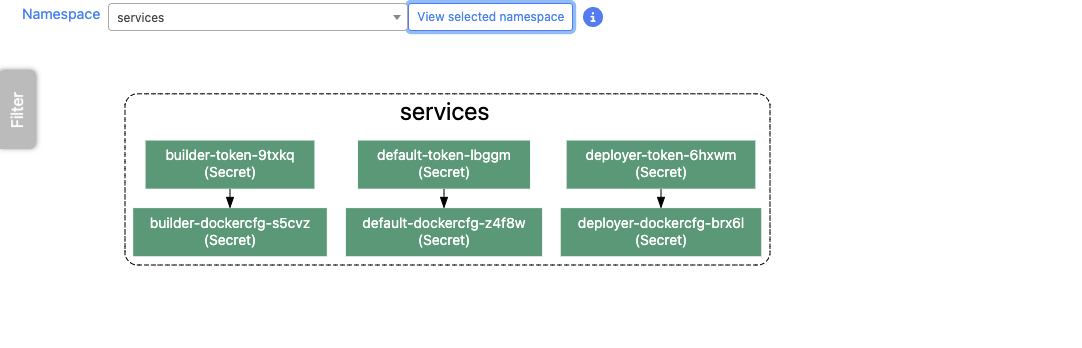 Namespace
services
View selected namespace
i
Filter
services
builder-token-9txkq
(Secret)
default-token-lbggm
(Secret)
deployer-token-6hxwm
(Secret)
builder-dockercfg-s5cvz
(Secret)
default-dockercfg-z4f8w
(Secret)
deployer-dockercfg-brx6l
(Secret)